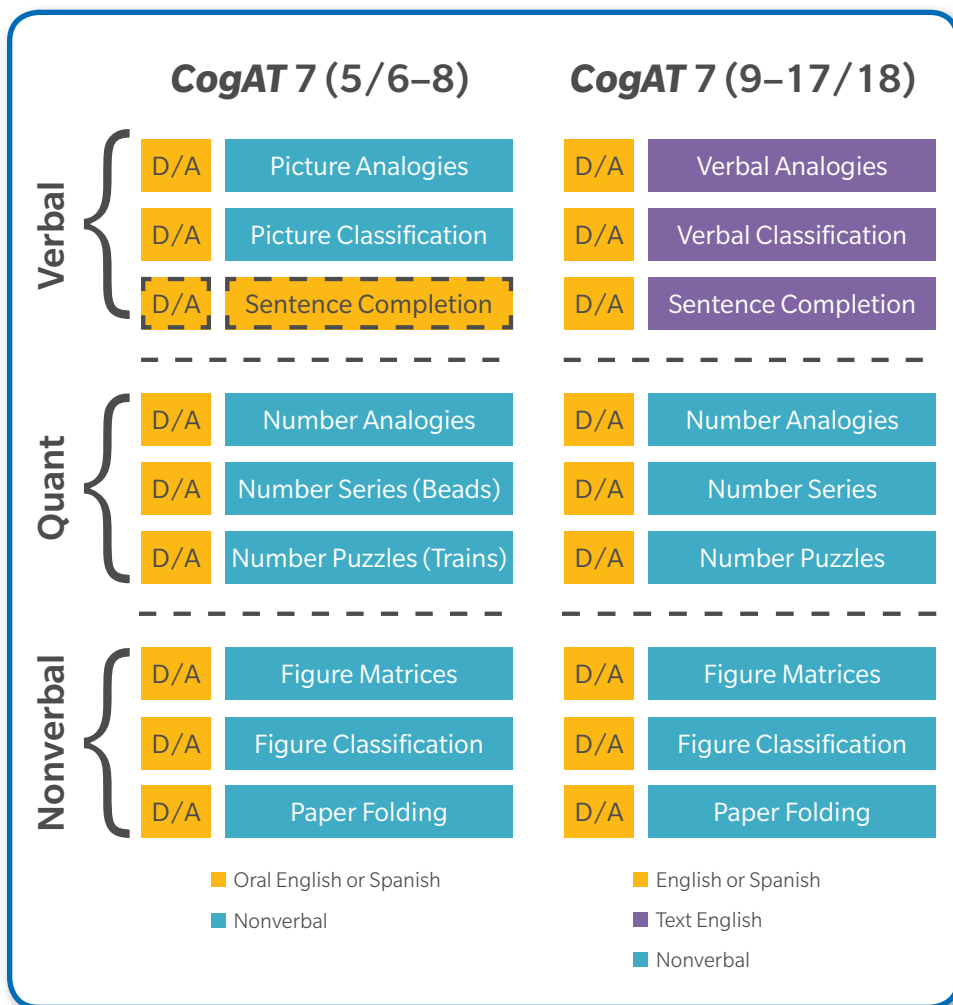 CogAT 7 (5/6–8)
CogAT 7 (9–17/18)
Verbal
D/A Picture Analogies
D/A Picture Classification
D/A Sentence Completion
D/A Verbal Analogies
D/A Verbal Classification
D/A Sentence Completion
Quant
D/A Number Analogies
D/A Number Series (Beads)
D/A Number Puzzles (Trains)
D/A Number Analogies
D/A Number Series
D/A Number Puzzles
Nonverbal
D/A Figure Matrices
D/A Figure Classification
D/A Paper Folding
D/A Figure Matrices
D/A Figure Classification
D/A Paper Folding
Oral English or Spanish
Nonverbal
English or Spanish
Text English
Nonverbal